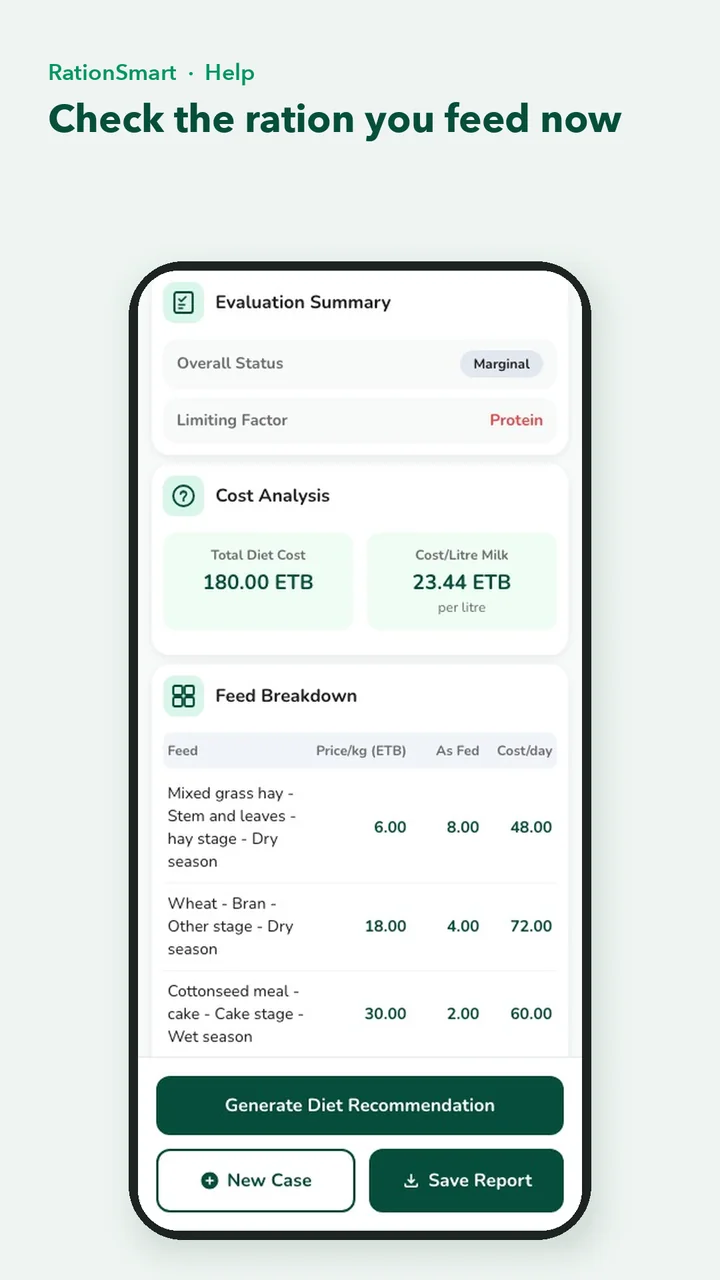 RationSmart · Help
Check the ration you feed now
Evaluation Summary
Overall Status Marginal
Limiting Factor Protein
Cost Analysis
Total Diet Cost
180.00 ETB
Cost/Litre Milk
23.44 ETB
per litre
Feed Breakdown
Feed Price/kg (ETB) As Fed Cost/day
Mixed grass hay -
Stem and leaves -
hay stage - Dry
season
6.00 8.00 48.00
Wheat - Bran -
Other stage - Dry
season
18.00 4.00 72.00
Cottonseed meal -
cake - Cake stage -
Wet season
30.00 2.00 60.00
Generate Diet Recommendation
New Case
Save Report